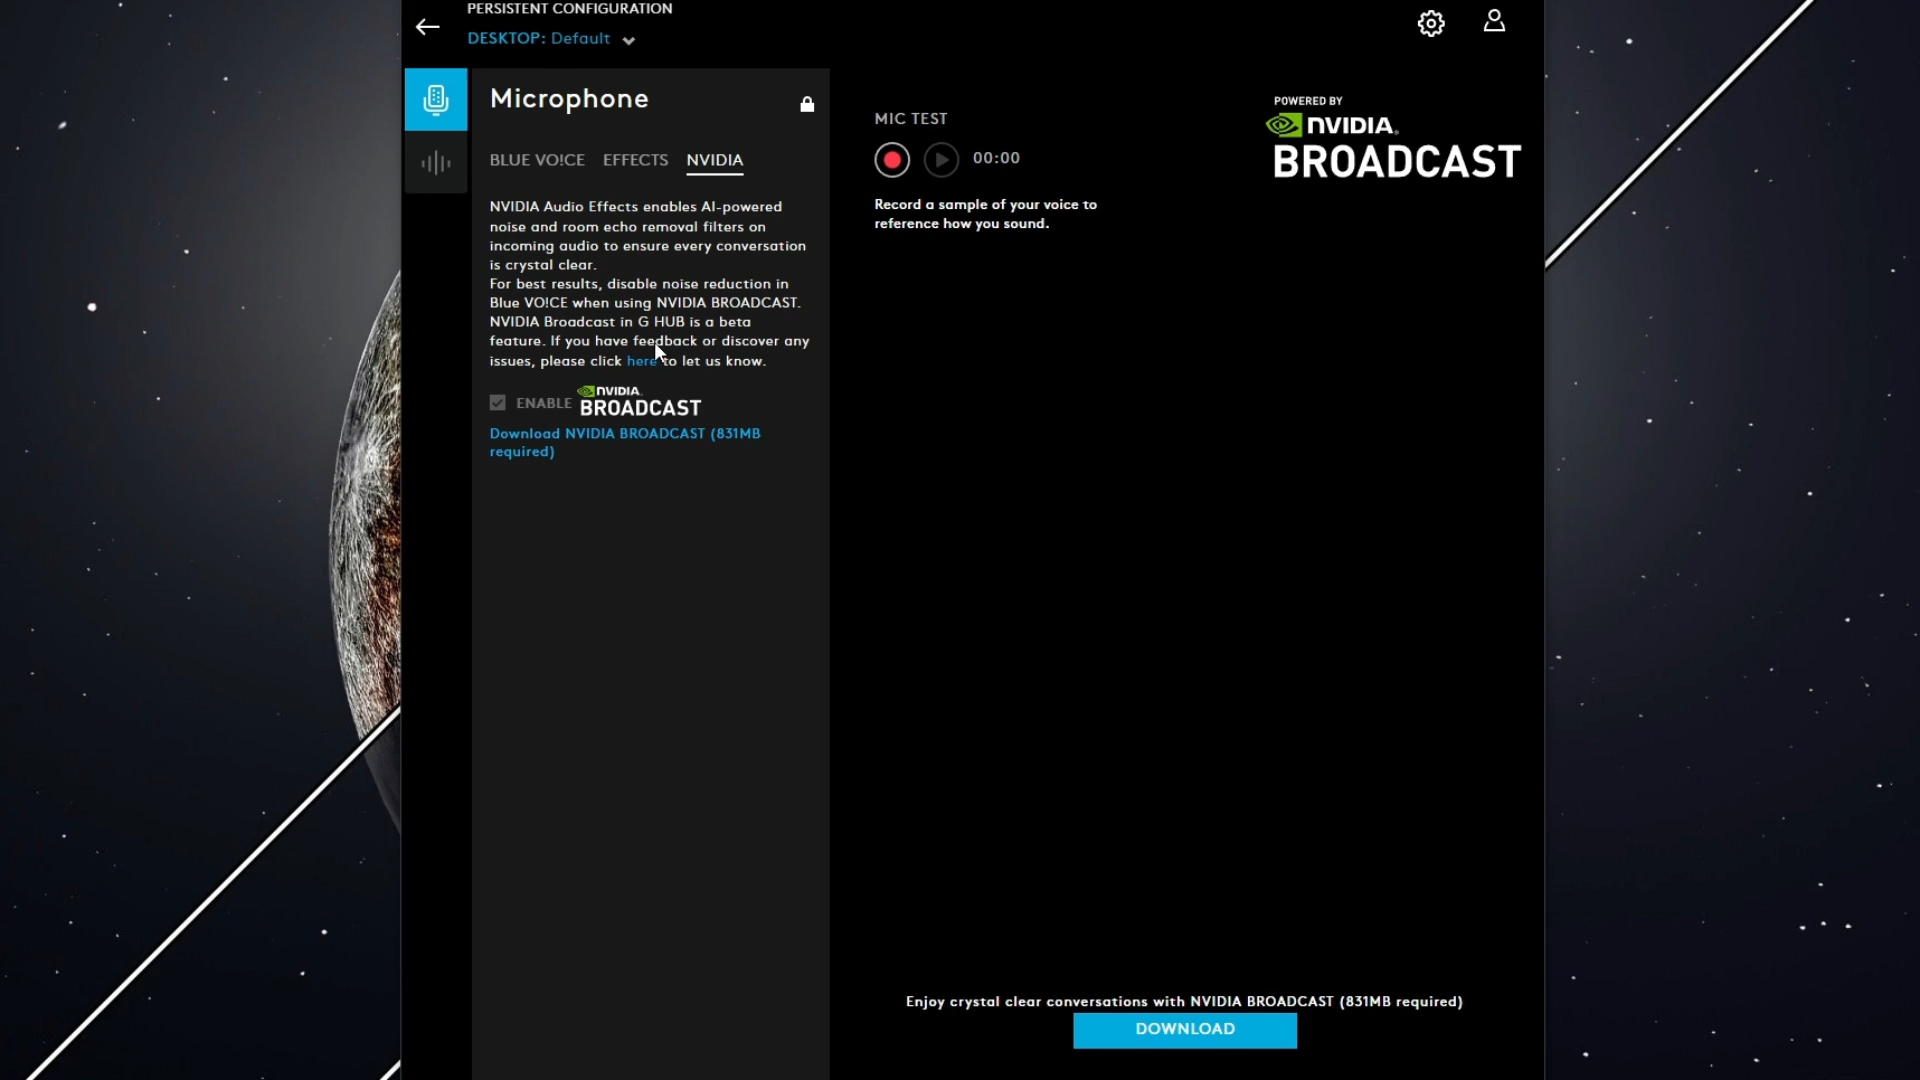 PERSISTENT CONFIGURATION
DESKTOP: Default
Microphone
BLUE VO!CE EFFECTS NVIDIA
NVIDIA Audio Effects enables AI-powered
noise and room echo removal filters on
incoming audio to ensure every conversation
is crystal clear.
For best results, disable noise reduction in
Blue VO!CE when using NVIDIA BROADCAST.
NVIDIA Broadcast in G HUB is a beta
feature. If you have feedback or discover any
issues, please click here to let us know.
ENABLE NVIDIA. BROADCAST
Download NVIDIA BROADCAST (831MB
required)
MIC TEST
00:00
Record a sample of your voice to
reference how you sound.
POWERED BY
NVIDIA.
BROADCAST
Enjoy crystal clear conversations with NVIDIA BROADCAST (831MB required)
DOWNLOAD